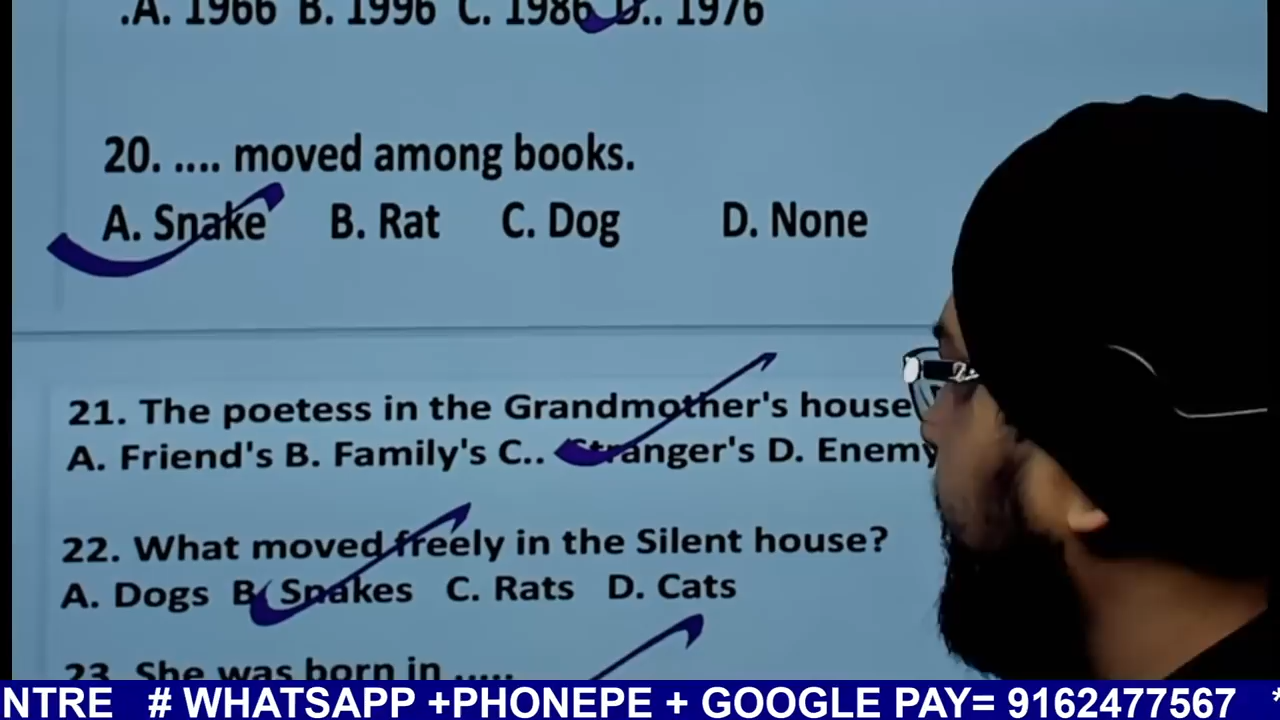 .A. 1966 B. 1996 C. 1986 D.. 1976
20. .... moved among books.
A. Snake B. Rat C. Dog D. None
21. The poetess in the Grandmother's house
A. Friend's B. Family's C.. Stranger's D. Enemy
22. What moved freely in the Silent house?
A. Dogs B. Snakes C. Rats D. Cats
23. She was born in .....
NTRE # WHATSAPP +PHONEPE + GOOGLE PAY= 9162477567 *